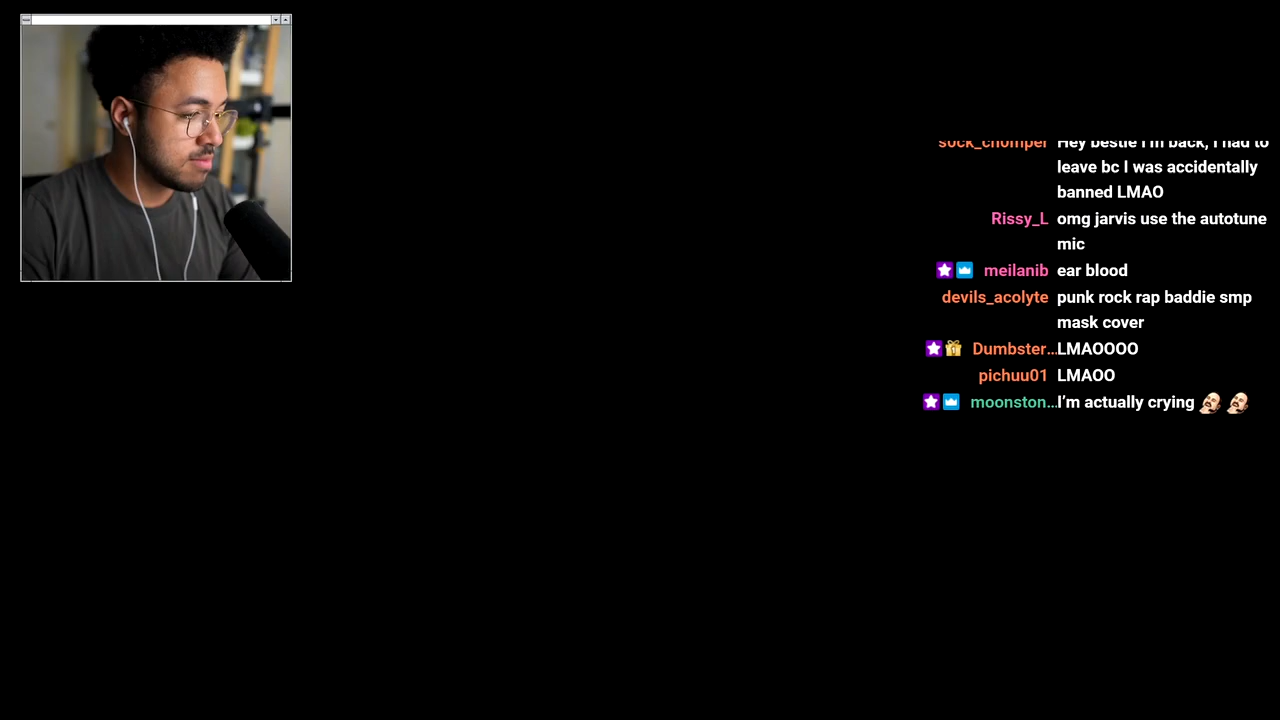 sock_chomper Hey bestie I'm back, I had to
leave bc I was accidentally
banned LMAO
Rissy_L omg jarvis use the autotune
mic
meilanib ear blood
devils_acolyte punk rock rap baddie smp
mask cover
Dumbster… LMAOOOO
pichuu01 LMAOO
moonston… I'm actually crying